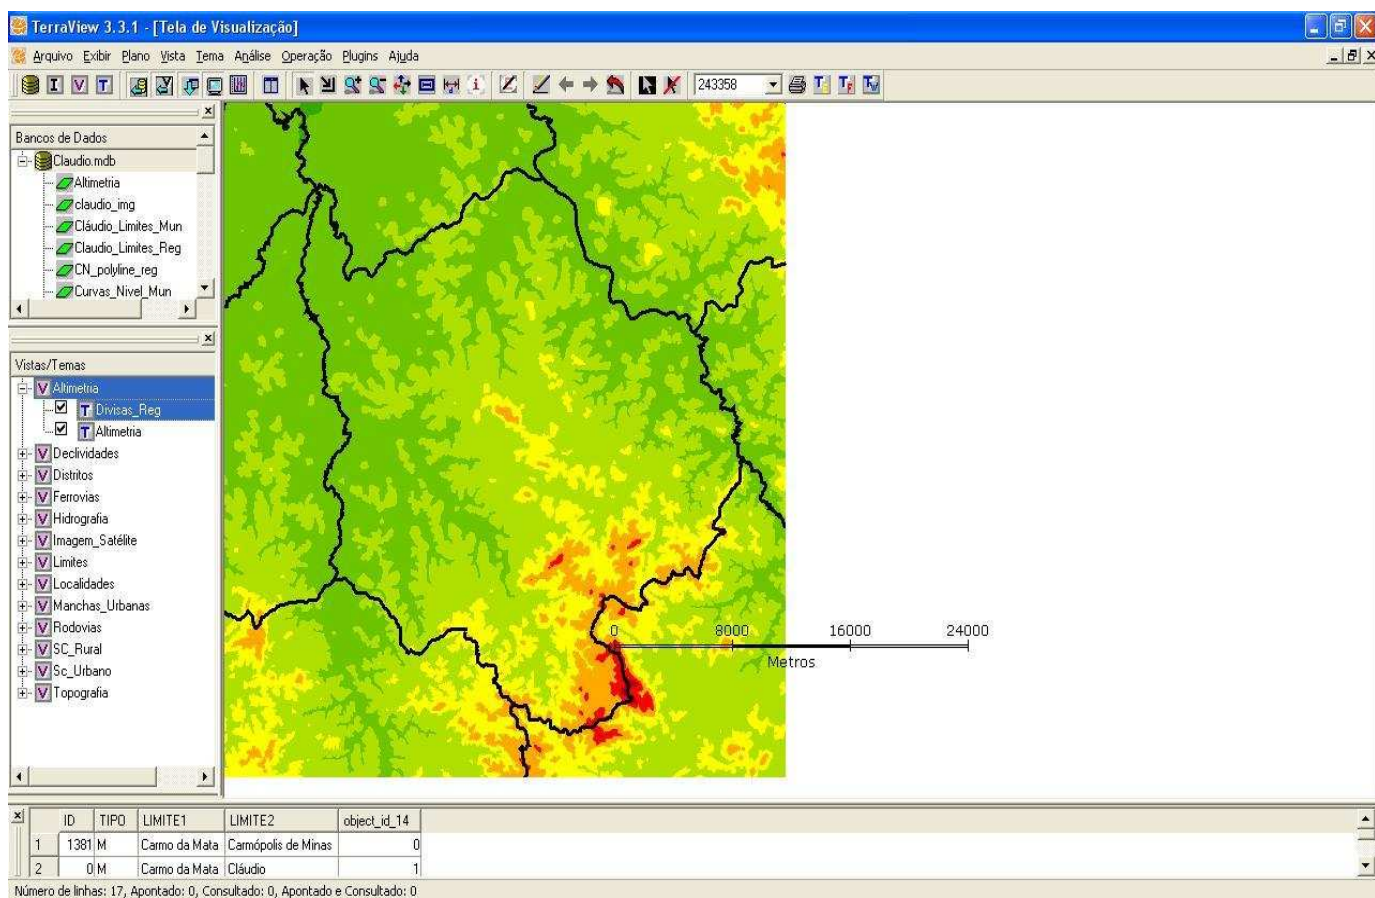 TerraView 3.3.1 - [Tela de Visualização]
Arquivo Exibir Plano Vista Tema Análise Operação Plugins Ajuda
I V T i 243358
Bancos de Dados
Claudio.mdb
Altimetria
claudio_img
Cláudio_Limites_Mun
Claudio_Limites_Reg
CN_polyline_reg
Curvas_Nivel_Mun
Vistas/Temas
V Altimetria
T Divisas_Reg
T Altimetria
V Declividades
V Distritos
V Ferrovias
V Hidrografia
V Imagem_Satélite
V Limites
V Localidades
V Manchas_Urbanas
V Rodovias
V SC_Rural
V Sc_Urbano
V Topografia
0 8000 16000 24000
Metros
ID TIPO LIMITE1 LIMITE2 object_id_14
1 1381 M Carmo da Mata Carmópolis de Minas 0
2 0 M Carmo da Mata Cláudio 1
Número de linhas: 17, Apontado: 0, Consultado: 0, Apontado e Consultado: 0